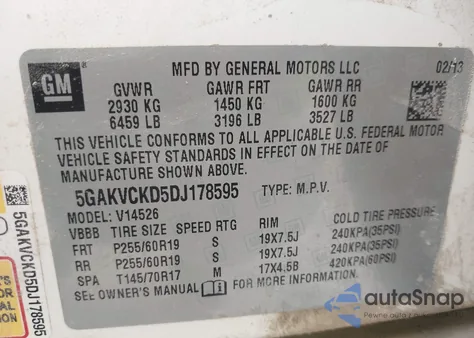 GM
MFD BY GENERAL MOTORS LLC 02/13
GVWR GAWR FRT GAWR RR
2930 KG 1450 KG 1600 KG
6459 LB 3196 LB 3527 LB
THIS VEHICLE CONFORMS TO ALL APPLICABLE U.S. FEDERAL MOTOR
VEHICLE SAFETY STANDARDS IN EFFECT ON THE DATE OF
MANUFACTURE SHOWN ABOVE.
5GAKVCKD5DJ178595 TYPE: M.P.V.
MODEL: V14526
VBBB TIRE SIZE SPEED RTG RIM COLD TIRE PRESSURE
FRT P255/60R19 S 19X7.5J 240KPA(35PSI)
RR P255/60R19 S 19X7.5J 240KPA(35PSI)
SPA T145/70R17 M 17X4.5B 420KPA(60PSI)
SEE OWNER'S MANUAL FOR MORE INFORMATION.
5GAKVCKD5DJ178595
autoSnap